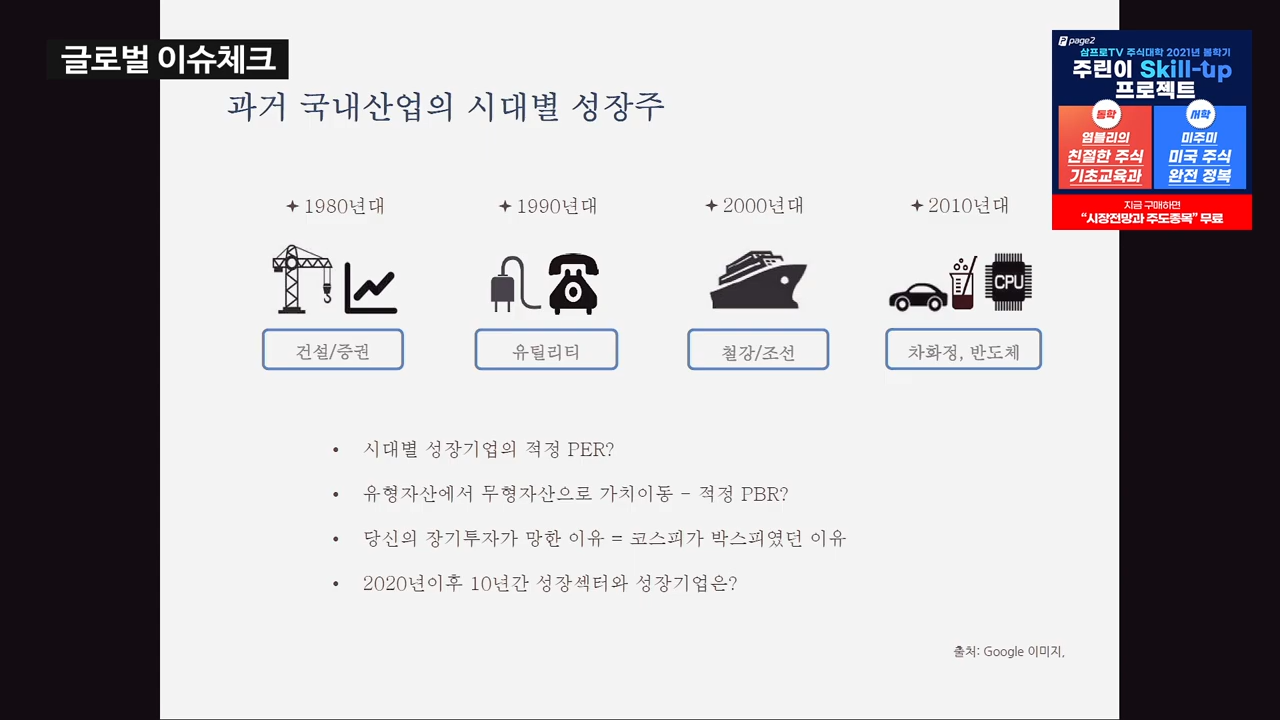 글로벌 이슈체크
page2
삼프로TV 주식대학 2021년 봄학기
주린이 Skill-up
프로젝트
동학
염블리의
친절한 주식
기초교육과
서학
미주미
미국 주식
완전 정복
지금 구매하면
“시장전망과 주도종목” 무료
과거 국내산업의 시대별 성장주
1980년대
1990년대
2000년대
2010년대
CPU
건설/증권
유틸리티
철강/조선
차화정, 반도체
• 시대별 성장기업의 적정 PER?
• 유형자산에서 무형자산으로 가치이동 - 적정 PBR?
• 당신의 장기투자가 망한 이유 = 코스피가 박스피였던 이유
• 2020년이후 10년간 성장섹터와 성장기업은?
출처: Google 이미지,